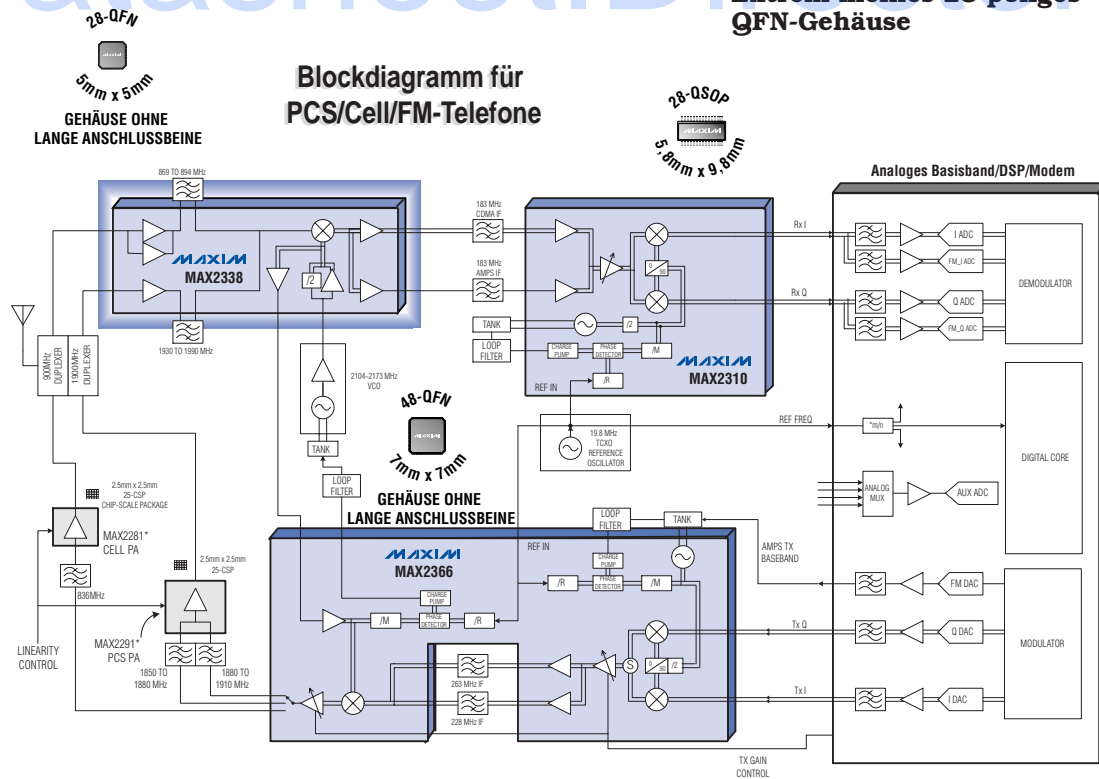 QFN-Gehäuse
28-QFN
5mm x 5mm
GEHÄUSE OHNE
LANGE ANSCHLUSSBEINE
Blockdiagramm für
PCS/Cell/FM-Telefone
28-QSOP
MAXIM
5,8mm x 9,8mm
Analoges Basisband/DSP/Modem
869 TO 894 MHz
MAXIM
MAX2338
/2
1930 TO 1990 MHz
183 MHz
CDMA IF
183 MHz
AMPS IF
TANK
LOOP
FILTER
CHARGE
PUMP
PHASE
DETECTOR
/M
/2
0
90
/R
REF IN
MAXIM
MAX2310
Rx I
Rx Q
I ADC
FM_I ADC
Q ADC
FM_Q ADC
DEMODULATOR
900MHz
DUPLEXER
1900MHz
DUPLEXER
2104–2173 MHz
VCO
TANK
LOOP
FILTER
48-QFN
MAXIM
7mm x 7mm
GEHÄUSE OHNE
LANGE ANSCHLUSSBEINE
19.8 MHz
TCXO
REFERENCE
OSCILLATOR
REF FREQ
*m/n
ANALOG
MUX
AUX ADC
DIGITAL CORE
2.5mm x 2.5mm
25-CSP
CHIP-SCALE PACKAGE
MAX2281*
CELL PA
836MHz
2.5mm x 2.5mm
25-CSP
MAX2291*
PCS PA
LINEARITY
CONTROL
1850 TO
1880 MHz
1880 TO
1910 MHz
MAXIM
MAX2366
REF IN
LOOP
FILTER
TANK
CHARGE
PUMP
/R
PHASE
DETECTOR
/M
CHARGE
PUMP
/M
PHASE
DETECTOR
/R
263 MHz IF
228 MHz IF
S
0
90
/2
AMPS TX
BASEBAND
Tx Q
Tx I
FM DAC
Q DAC
I DAC
MODULATOR
TX GAIN
CONTROL